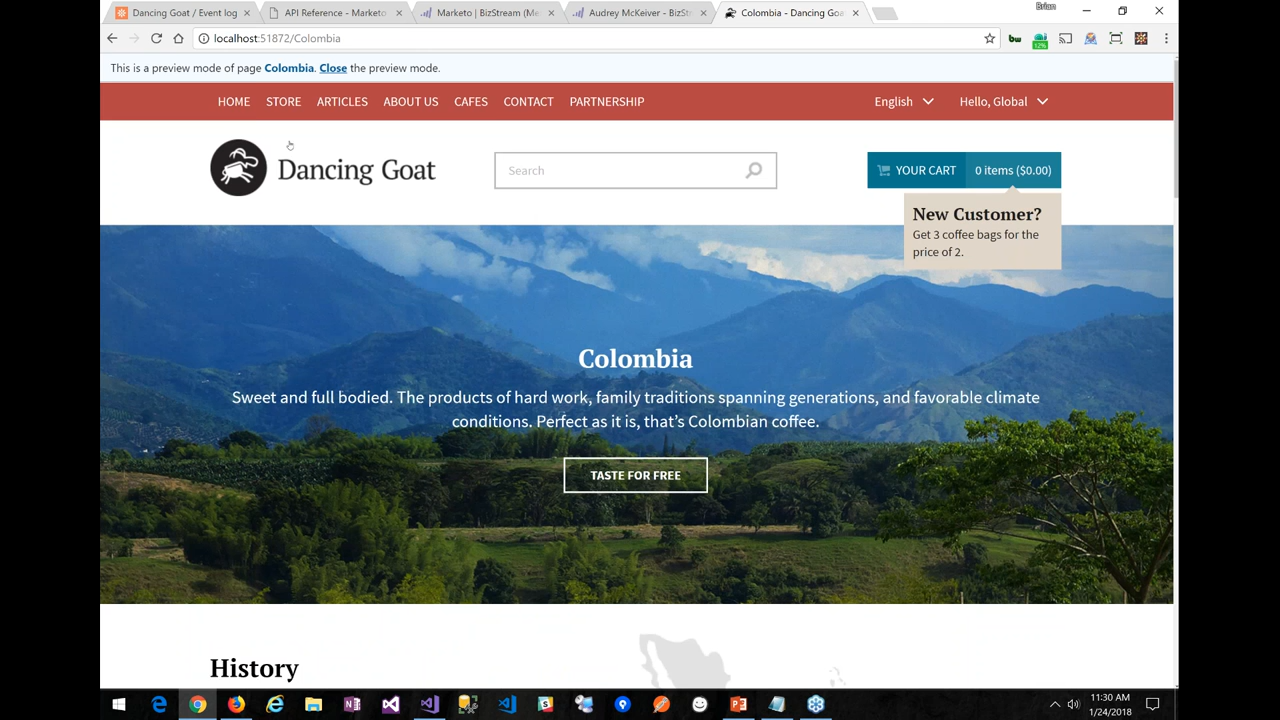 Dancing Goat / Event log
API Reference - Marketo
Marketo | BizStream (Me
Audrey McKeiver - BizSt
Colombia - Dancing Goa
Brian
localhost:51872/Colombia
12%
This is a preview mode of page Colombia. Close the preview mode.
HOME STORE ARTICLES ABOUT US CAFES CONTACT PARTNERSHIP English Hello, Global
Dancing Goat
Search
YOUR CART 0 items ($0.00)
New Customer?
Get 3 coffee bags for the
price of 2.
Colombia
Sweet and full bodied. The products of hard work, family traditions spanning generations, and favorable climate
conditions. Perfect as it is, that’s Colombian coffee.
TASTE FOR FREE
History
11:30 AM
1/24/2018